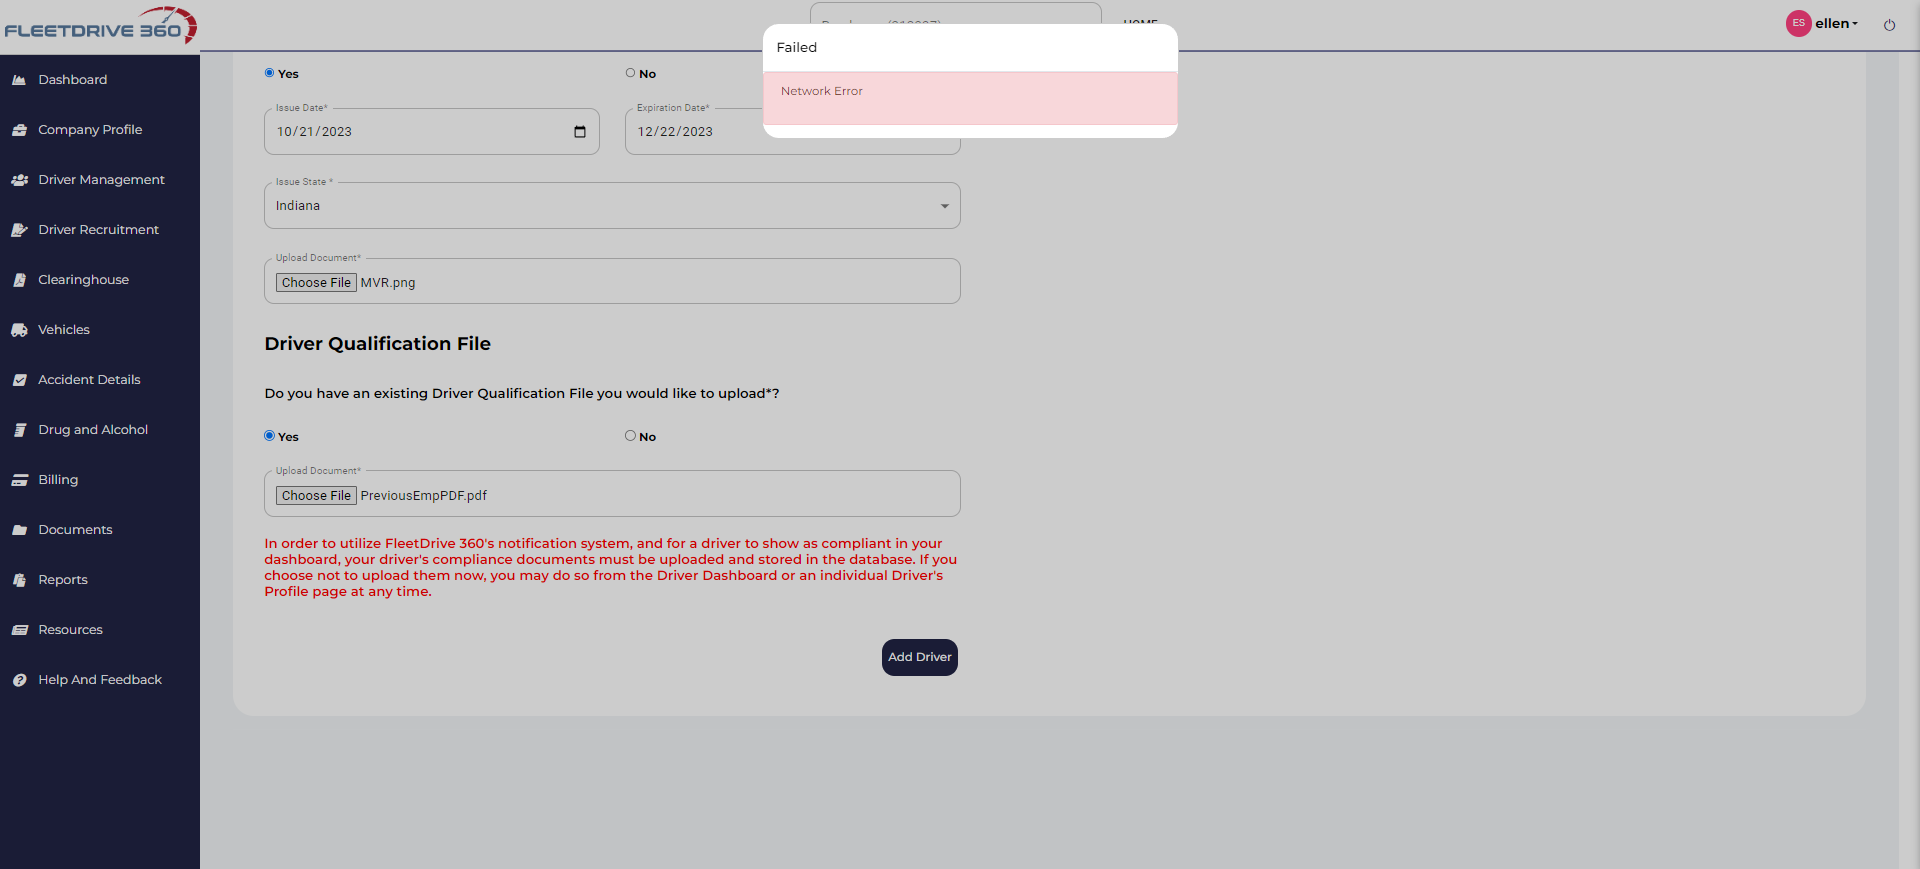 FLEETDRIVE 360
ES
ellen
Failed
Network Error
Dashboard
Company Profile
Driver Management
Driver Recruitment
Clearinghouse
Vehicles
Accident Details
Drug and Alcohol
Billing
Documents
Reports
Resources
Help And Feedback
Yes
No
Issue Date*
10/21/2023
Expiration Date*
12/22/2023
Issue State *
Indiana
Upload Document*
Choose File MVR.png
Driver Qualification File
Do you have an existing Driver Qualification File you would like to upload*?
Yes
No
Upload Document*
Choose File PreviousEmpPDF.pdf
In order to utilize FleetDrive 360's notification system, and for a driver to show as compliant in your
dashboard, your driver's compliance documents must be uploaded and stored in the database. If you
choose not to upload them now, you may do so from the Driver Dashboard or an individual Driver's
Profile page at any time.
Add Driver